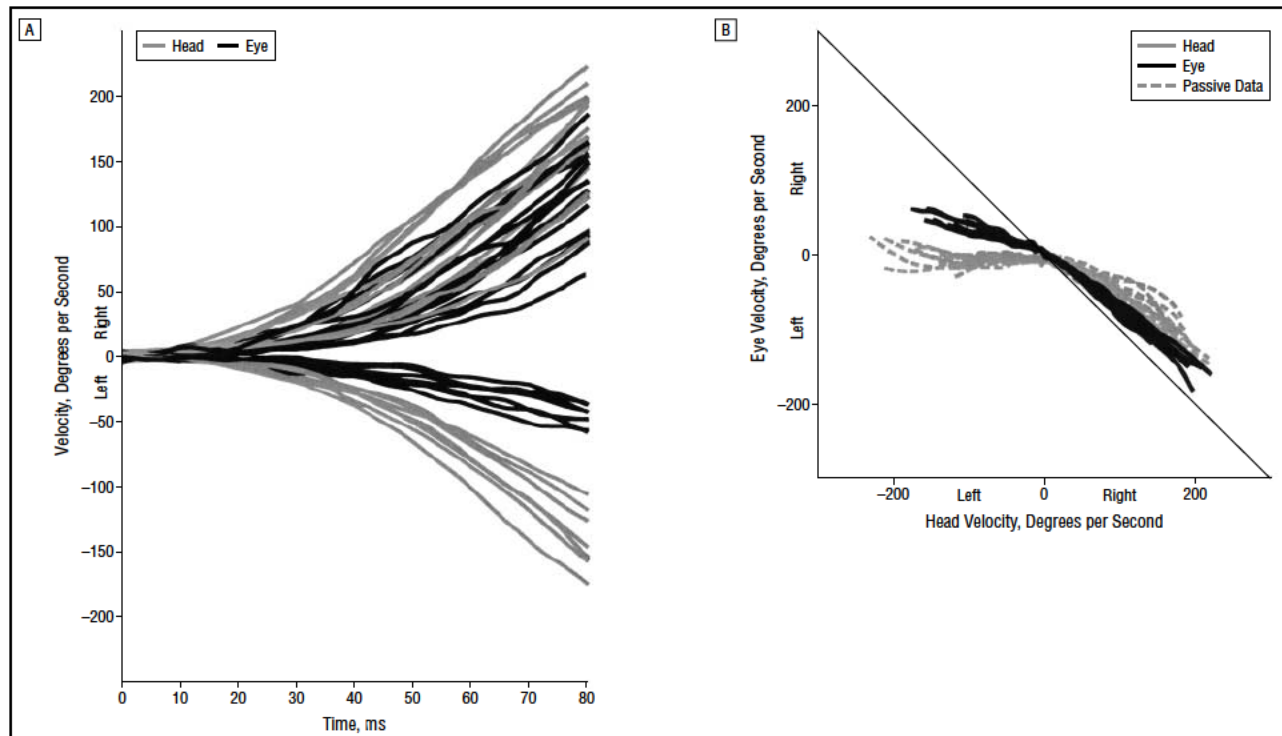 A
Head Eye
200
150
100
50
0
−50
−100
−150
−200
Velocity, Degrees per Second
Left Right
0 10 20 30 40 50 60 70 80
Time, ms
B
Head
Eye
Passive Data
200
0
−200
Eye Velocity, Degrees per Second
Left Right
−200 0 200
Left Right
Head Velocity, Degrees per Second